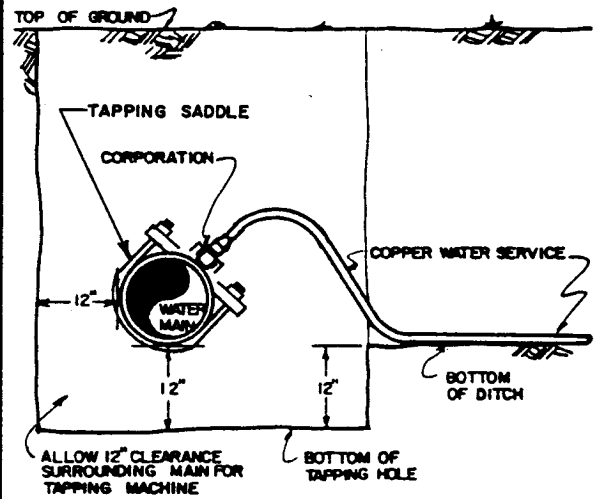 TOP OF GROUND
TAPPING SADDLE
CORPORATION
COPPER WATER SERVICE
12"
WATER
MAIN
12"
12"
BOTTOM
OF DITCH
ALLOW 12" CLEARANCE
SURROUNDING MAIN FOR
TAPPING MACHINE
BOTTOM OF
TAPPING HOLE